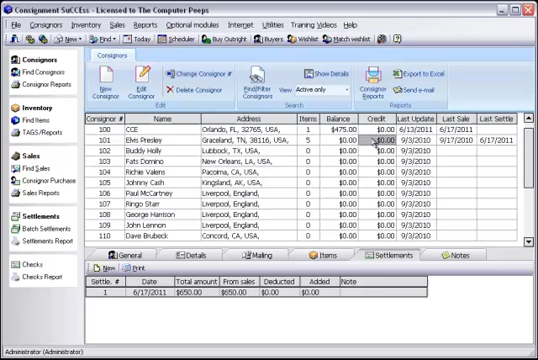 Consignment SuCCEss - Licensed to The Computer Peeps
File Consignors Inventory Sales Reports Optional modules Internet Utilities Training Videos Help
New Find Today Scheduler Buy Outright Buyers Wishlist Match wishlist
Consignors
Find Consignors
Consignor Reports
Inventory
Find Items
TAGS/Reports
Sales
Find Sales
Consignor Purchase
Sales Reports
Settlements
Batch Settlements
Settlements Report
Checks
Checks Report
Consignors
New Consignor
Edit Consignor
Change Consignor #
Delete Consignor
Edit
Find/Filter Consignors
Show Details
View Active only
Search
Consignor Reports
Export to Excel
Send e-mail
Reports
Consignor # Name Address Items Balance Credit Last Update Last Sale Last Settle
100 CCE Orlando, FL, 32765, USA, 1 $475.00 $0.00 6/13/2011 6/17/2011
101 Elvis Presley Graceland, TN, 38116, USA, 5 $0.00 $0.00 9/3/2010 9/17/2010 6/17/2011
102 Buddy Holly Lubbock, TX, USA, 0 $0.00 $0.00 9/3/2010
103 Fats Domino New Orleans, LA, USA, 0 $0.00 $0.00 9/3/2010
104 Richie Valens Pacoima, CA, USA, 0 $0.00 $0.00 9/3/2010
105 Johnny Cash Kingsland, AR, USA, 0 $0.00 $0.00 9/3/2010
106 Paul McCartney Liverpool, England, 0 $0.00 $0.00 9/3/2010
107 Ringo Starr Liverpool, England, 0 $0.00 $0.00 9/3/2010
108 George Harrison Liverpool, England, 0 $0.00 $0.00 9/3/2010
109 John Lennon Liverpool, England, 0 $0.00 $0.00 9/3/2010
110 Dave Brubeck Concord, CA, USA, 0 $0.00 $0.00 9/3/2010
General Details Mailing Items Settlements Notes
New Print
Settle. # Date Total amount From sales Deducted Added Note
1 6/17/2011 $650.00 $650.00 $0.00 $0.00
Administrator (Administrator)